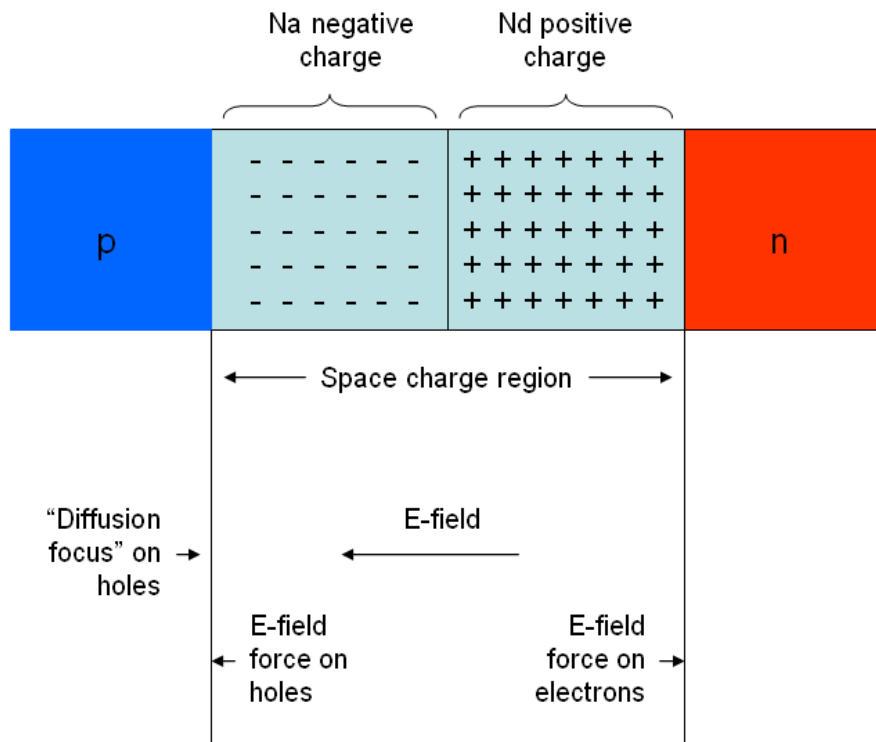 Na negative
charge
Nd positive
charge
- - - - - -
+ + + + + + +
- - - - - -
+ + + + + + +
p
- - - - - -
+ + + + + + +
n
- - - - - -
+ + + + + + +
- - - - - -
+ + + + + + +
Space charge region
“Diffusion
focus” on
holes
E-field
E-field
force on
holes
E-field
force on
electrons